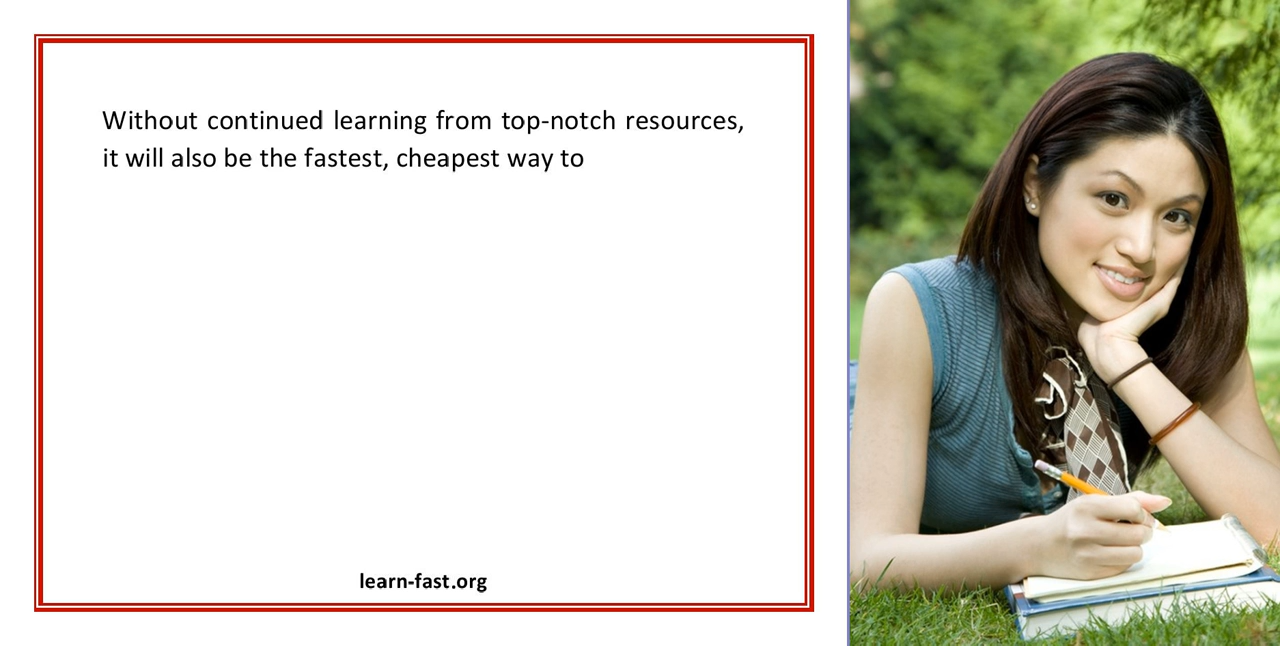 Without continued learning from top-notch resources,
it will also be the fastest, cheapest way to
learn-fast.org